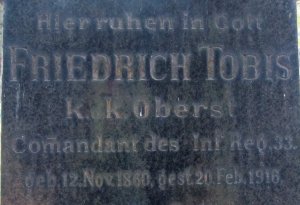 Hier ruhen in Gott
FRIEDRICH TOBIS
k. k. Oberst
Comandant des Inf. Reg. 33.
geb. 12. Nov. 1860, gest. 20. Feb. 1916